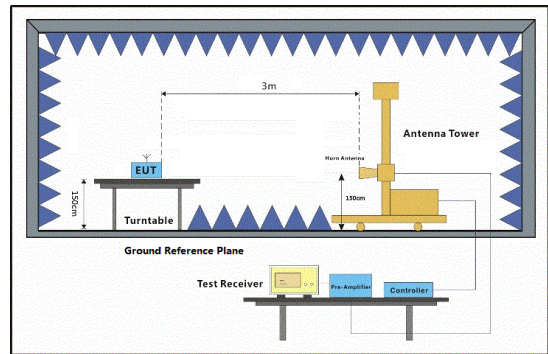 3m
Antenna Tower
Horn Antenna
EUT
150cm
150cm
Turntable
Ground Reference Plane
Test Receiver
Pre-Amplifier
Controller